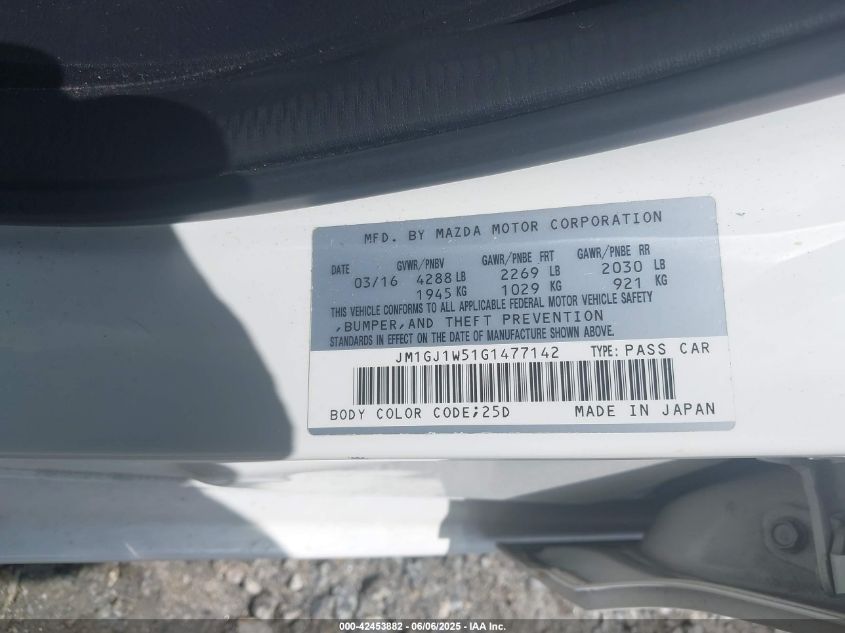 MFD. BY MAZDA MOTOR CORPORATION
DATE GVWR/PNBV GAWR/PNBE FRT GAWR/PNBE RR
03/16 4288 LB 2269 LB 2030 LB
1945 KG 1029 KG 921 KG
THIS VEHICLE CONFORMS TO ALL APPLICABLE FEDERAL MOTOR VEHICLE SAFETY
,BUMPER,AND THEFT PREVENTION
STANDARDS IN EFFECT ON THE DATE OF MANUFACTURE SHOWN ABOVE.
JM1GJ1W51G1477142 TYPE: PASS CAR
BODY COLOR CODE;25D MADE IN JAPAN
000-42453882 - 06/06/2025 - IAA Inc.